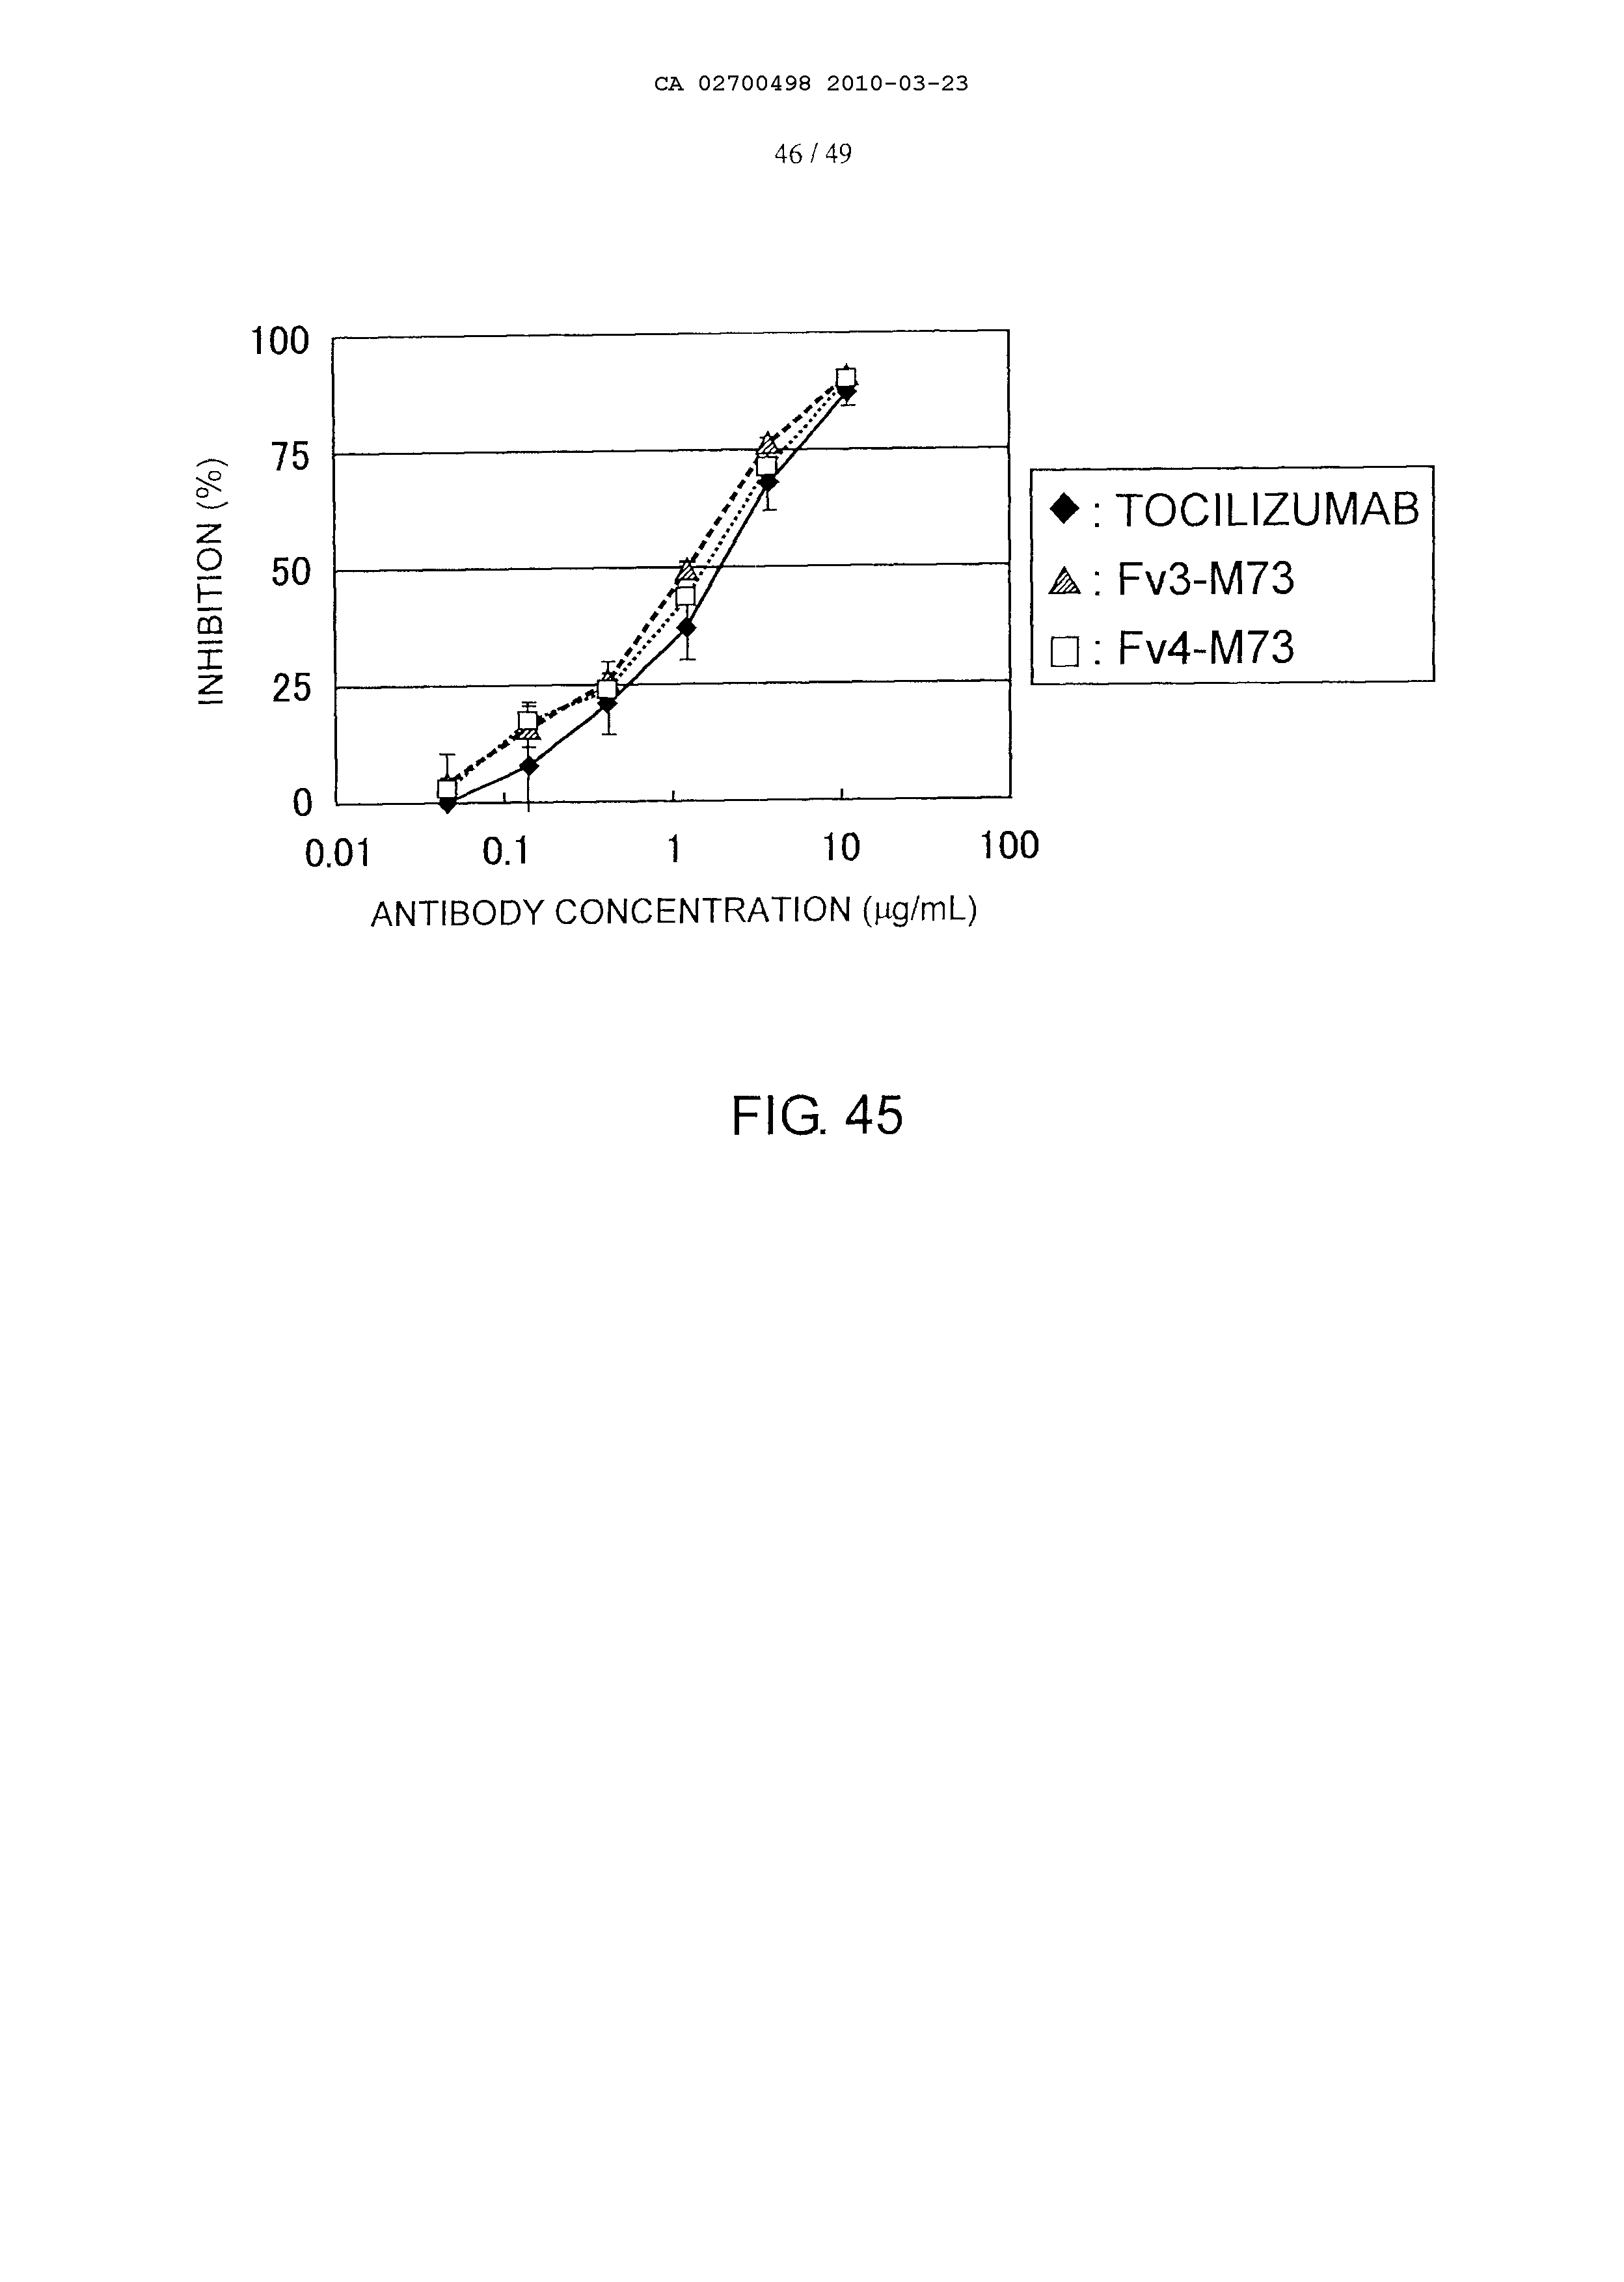 CA 02700498 2010-03-23
46 / 49
100
75
50
25
0
INHIBITION (%)
0.01 0.1 1 10 100
ANTIBODY CONCENTRATION (µg/mL)
◆ : TOCILIZUMAB
▲ : Fv3-M73
□ : Fv4-M73
FIG. 45